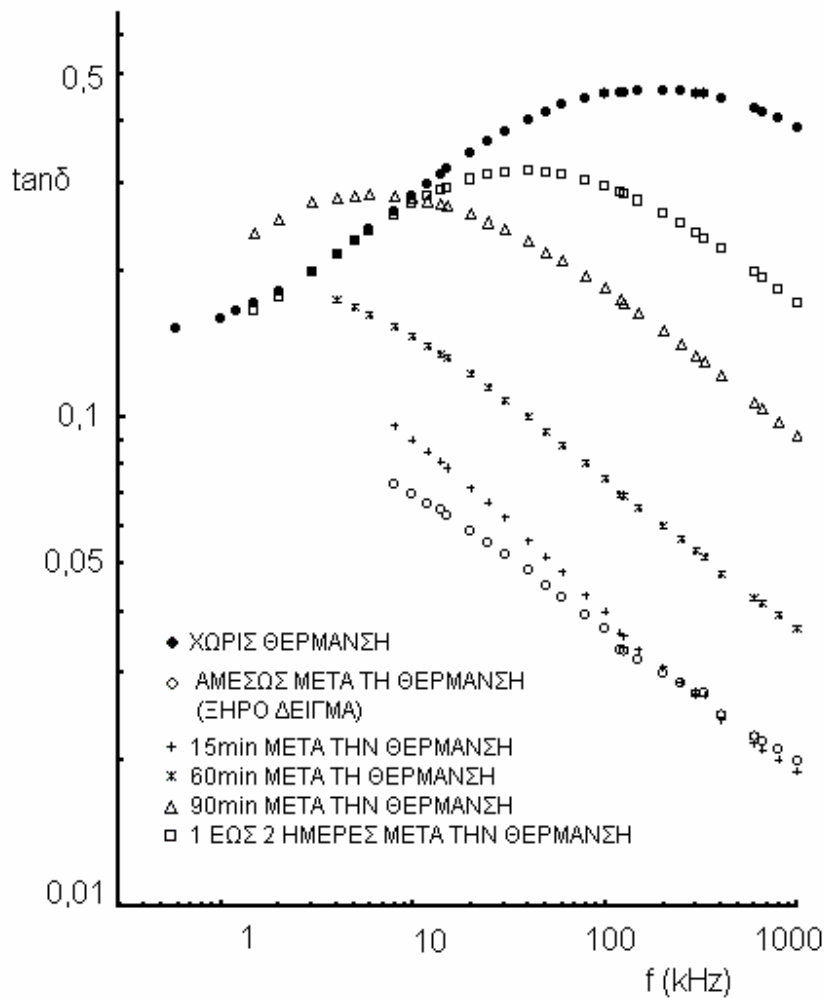 0,5
tanδ
0,1
0,05
● ΧΩΡΙΣ ΘΕΡΜΑΝΣΗ
○ ΑΜΕΣΩΣ ΜΕΤΑ ΤΗ ΘΕΡΜΑΝΣΗ
(ΞΗΡΟ ΔΕΙΓΜΑ)
+ 15min ΜΕΤΑ ΤΗΝ ΘΕΡΜΑΝΣΗ
ж 60min ΜΕΤΑ ΤΗ ΘΕΡΜΑΝΣΗ
△ 90min ΜΕΤΑ ΤΗΝ ΘΕΡΜΑΝΣΗ
□ 1 ΕΩΣ 2 ΗΜΕΡΕΣ ΜΕΤΑ ΤΗΝ ΘΕΡΜΑΝΣΗ
0,01
1 10 100 1000
f (kHz)